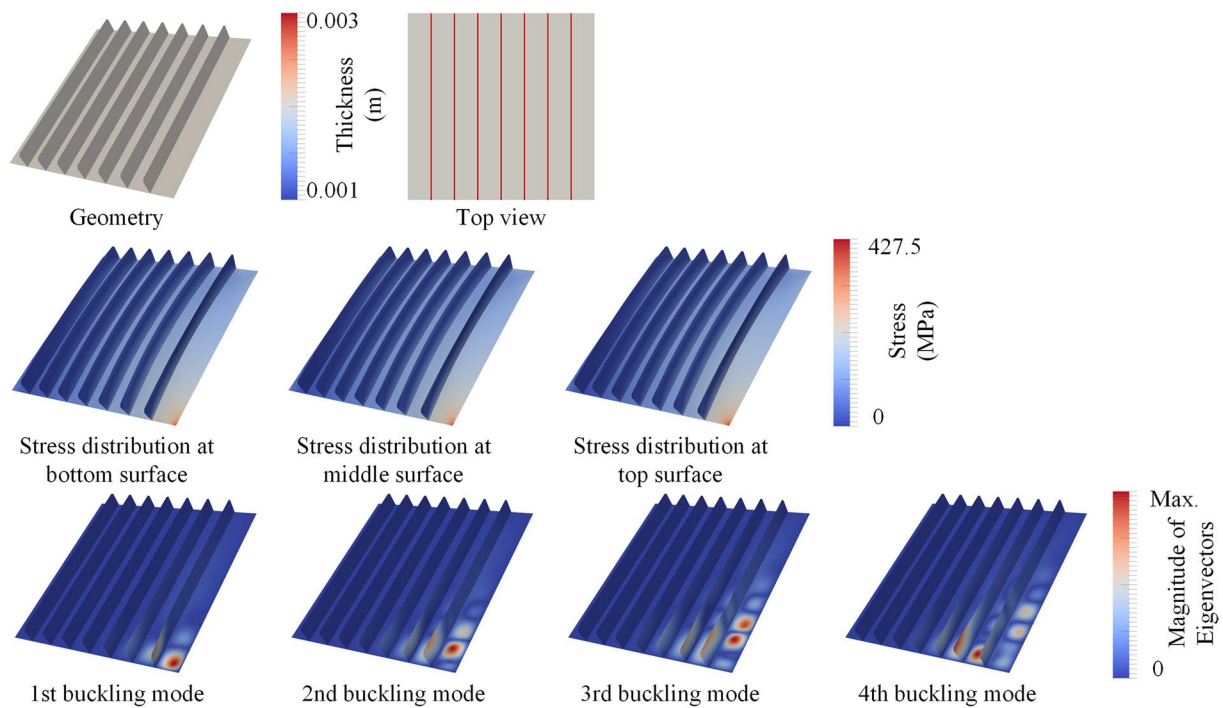 0.003
Thickness
(m)
0.001
Geometry
Top view
427.5
Stress
(MPa)
0
Stress distribution at
bottom surface
Stress distribution at
middle surface
Stress distribution at
top surface
Max.
Magnitude of
Eigenvectors
0
1st buckling mode
2nd buckling mode
3rd buckling mode
4th buckling mode